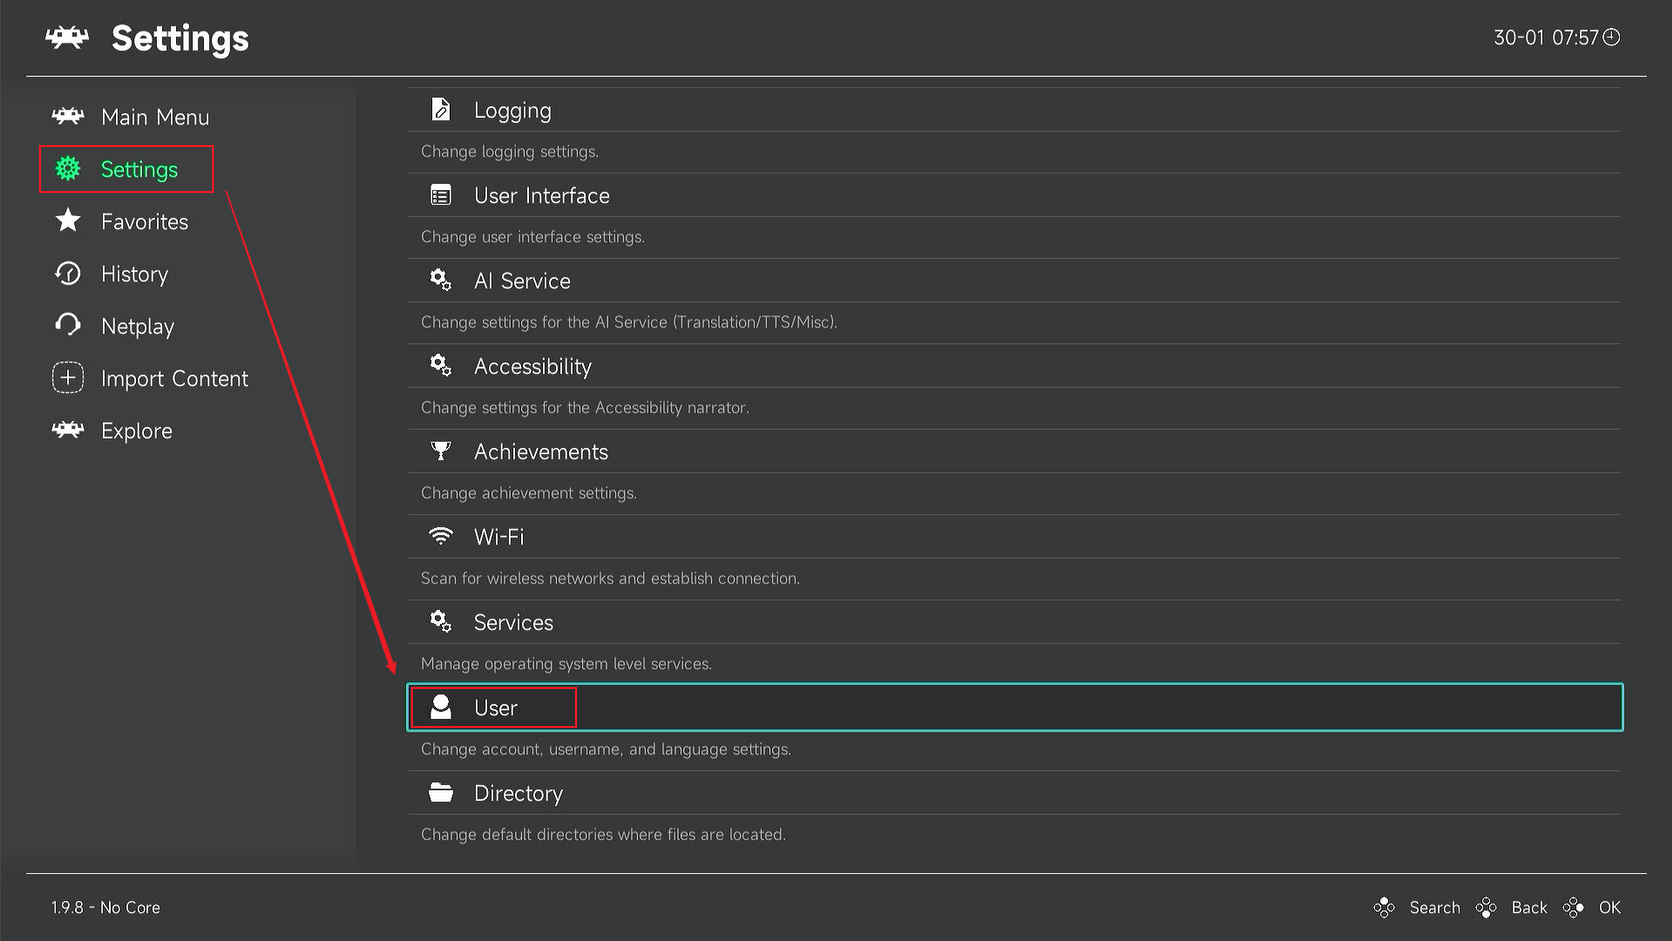 Settings
30-01 07:57
Main Menu
Settings
Favorites
History
Netplay
Import Content
Explore
Logging
Change logging settings.
User Interface
Change user interface settings.
AI Service
Change settings for the AI Service (Translation/TTS/Misc).
Accessibility
Change settings for the Accessibility narrator.
Achievements
Change achievement settings.
Wi-Fi
Scan for wireless networks and establish connection.
Services
Manage operating system level services.
User
Change account, username, and language settings.
Directory
Change default directories where files are located.
1.9.8 - No Core
Search Back OK